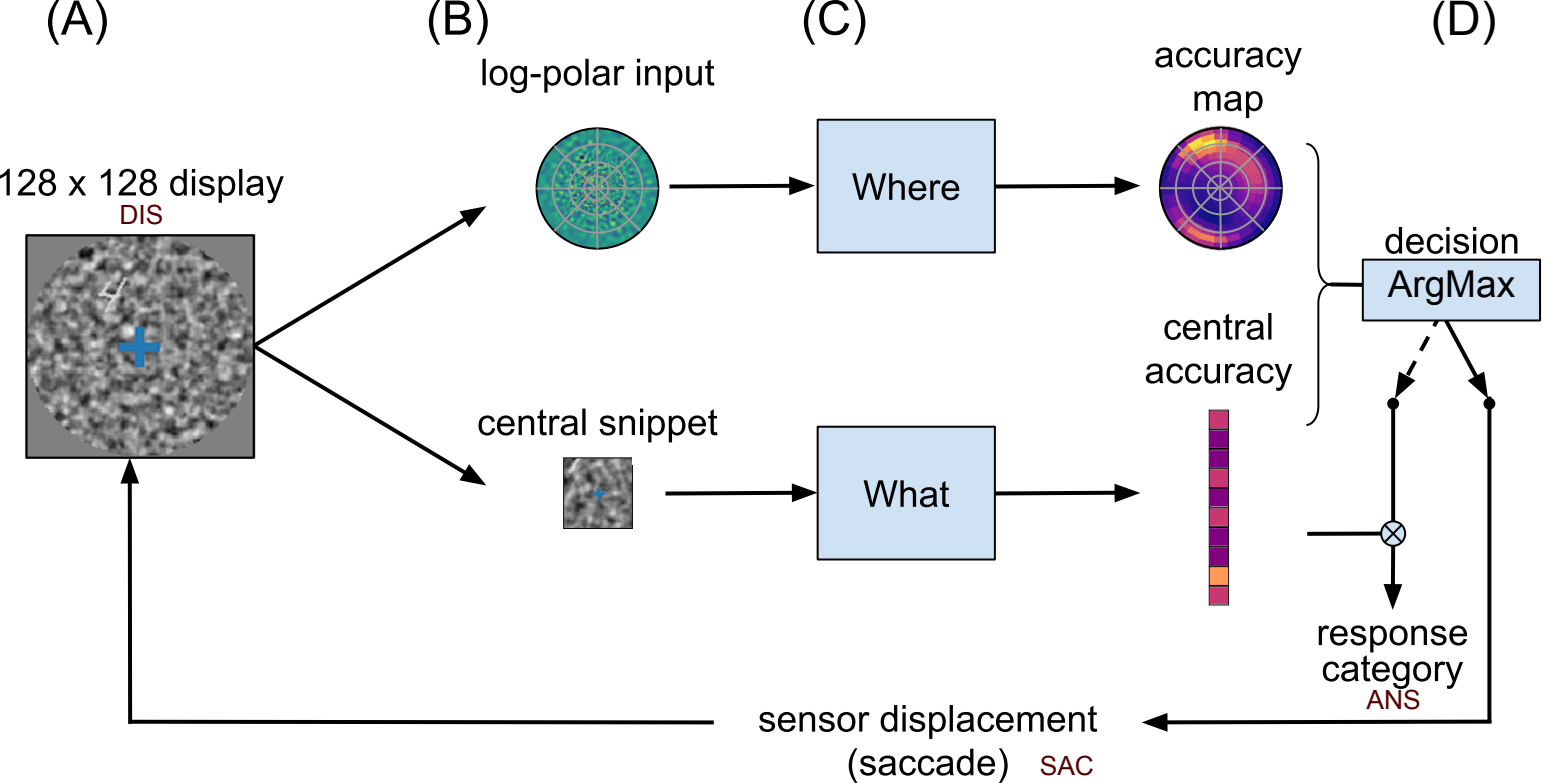 (A)
(B)
(C)
(D)
log-polar input
accuracy
map
128 x 128 display
DIS
Where
decision
ArgMax
central
accuracy
central snippet
What
response
category
ANS
sensor displacement
(saccade) SAC